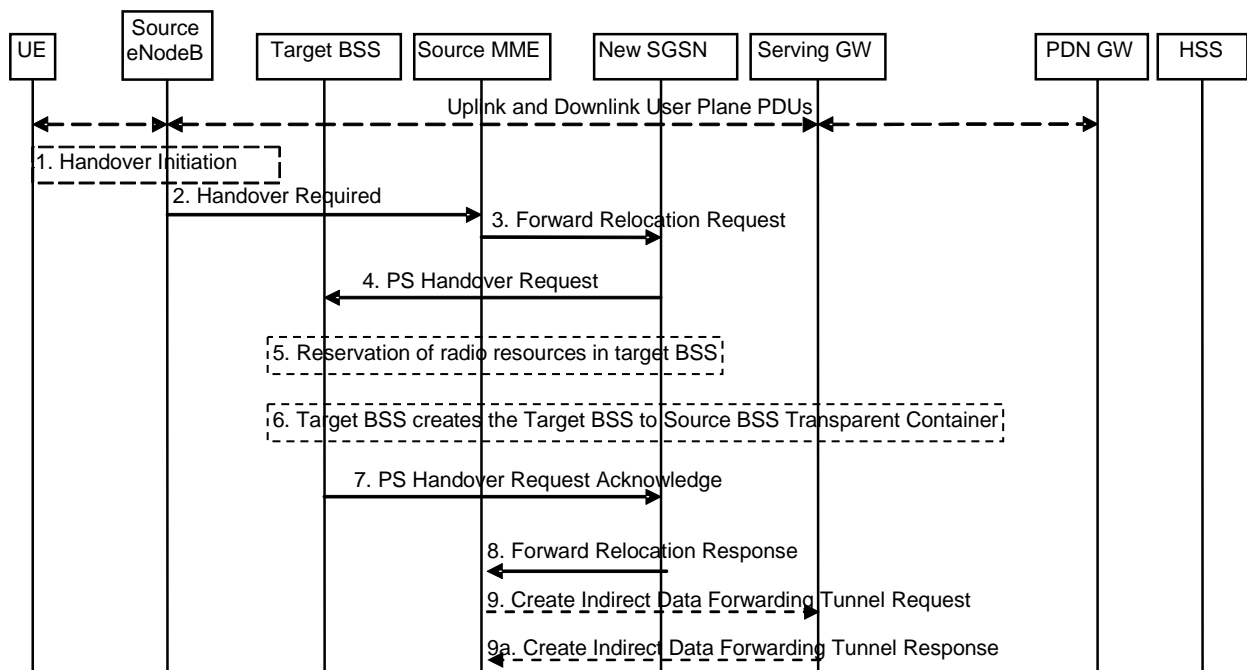 UE
Source
eNodeB
Target BSS
Source MME
New SGSN
Serving GW
PDN GW
HSS
Uplink and Downlink User Plane PDUs
1. Handover Initiation
2. Handover Required
3. Forward Relocation Request
4. PS Handover Request
5. Reservation of radio resources in target BSS
6. Target BSS creates the Target BSS to Source BSS Transparent Container
7. PS Handover Request Acknowledge
8. Forward Relocation Response
9. Create Indirect Data Forwarding Tunnel Request
9a. Create Indirect Data Forwarding Tunnel Response